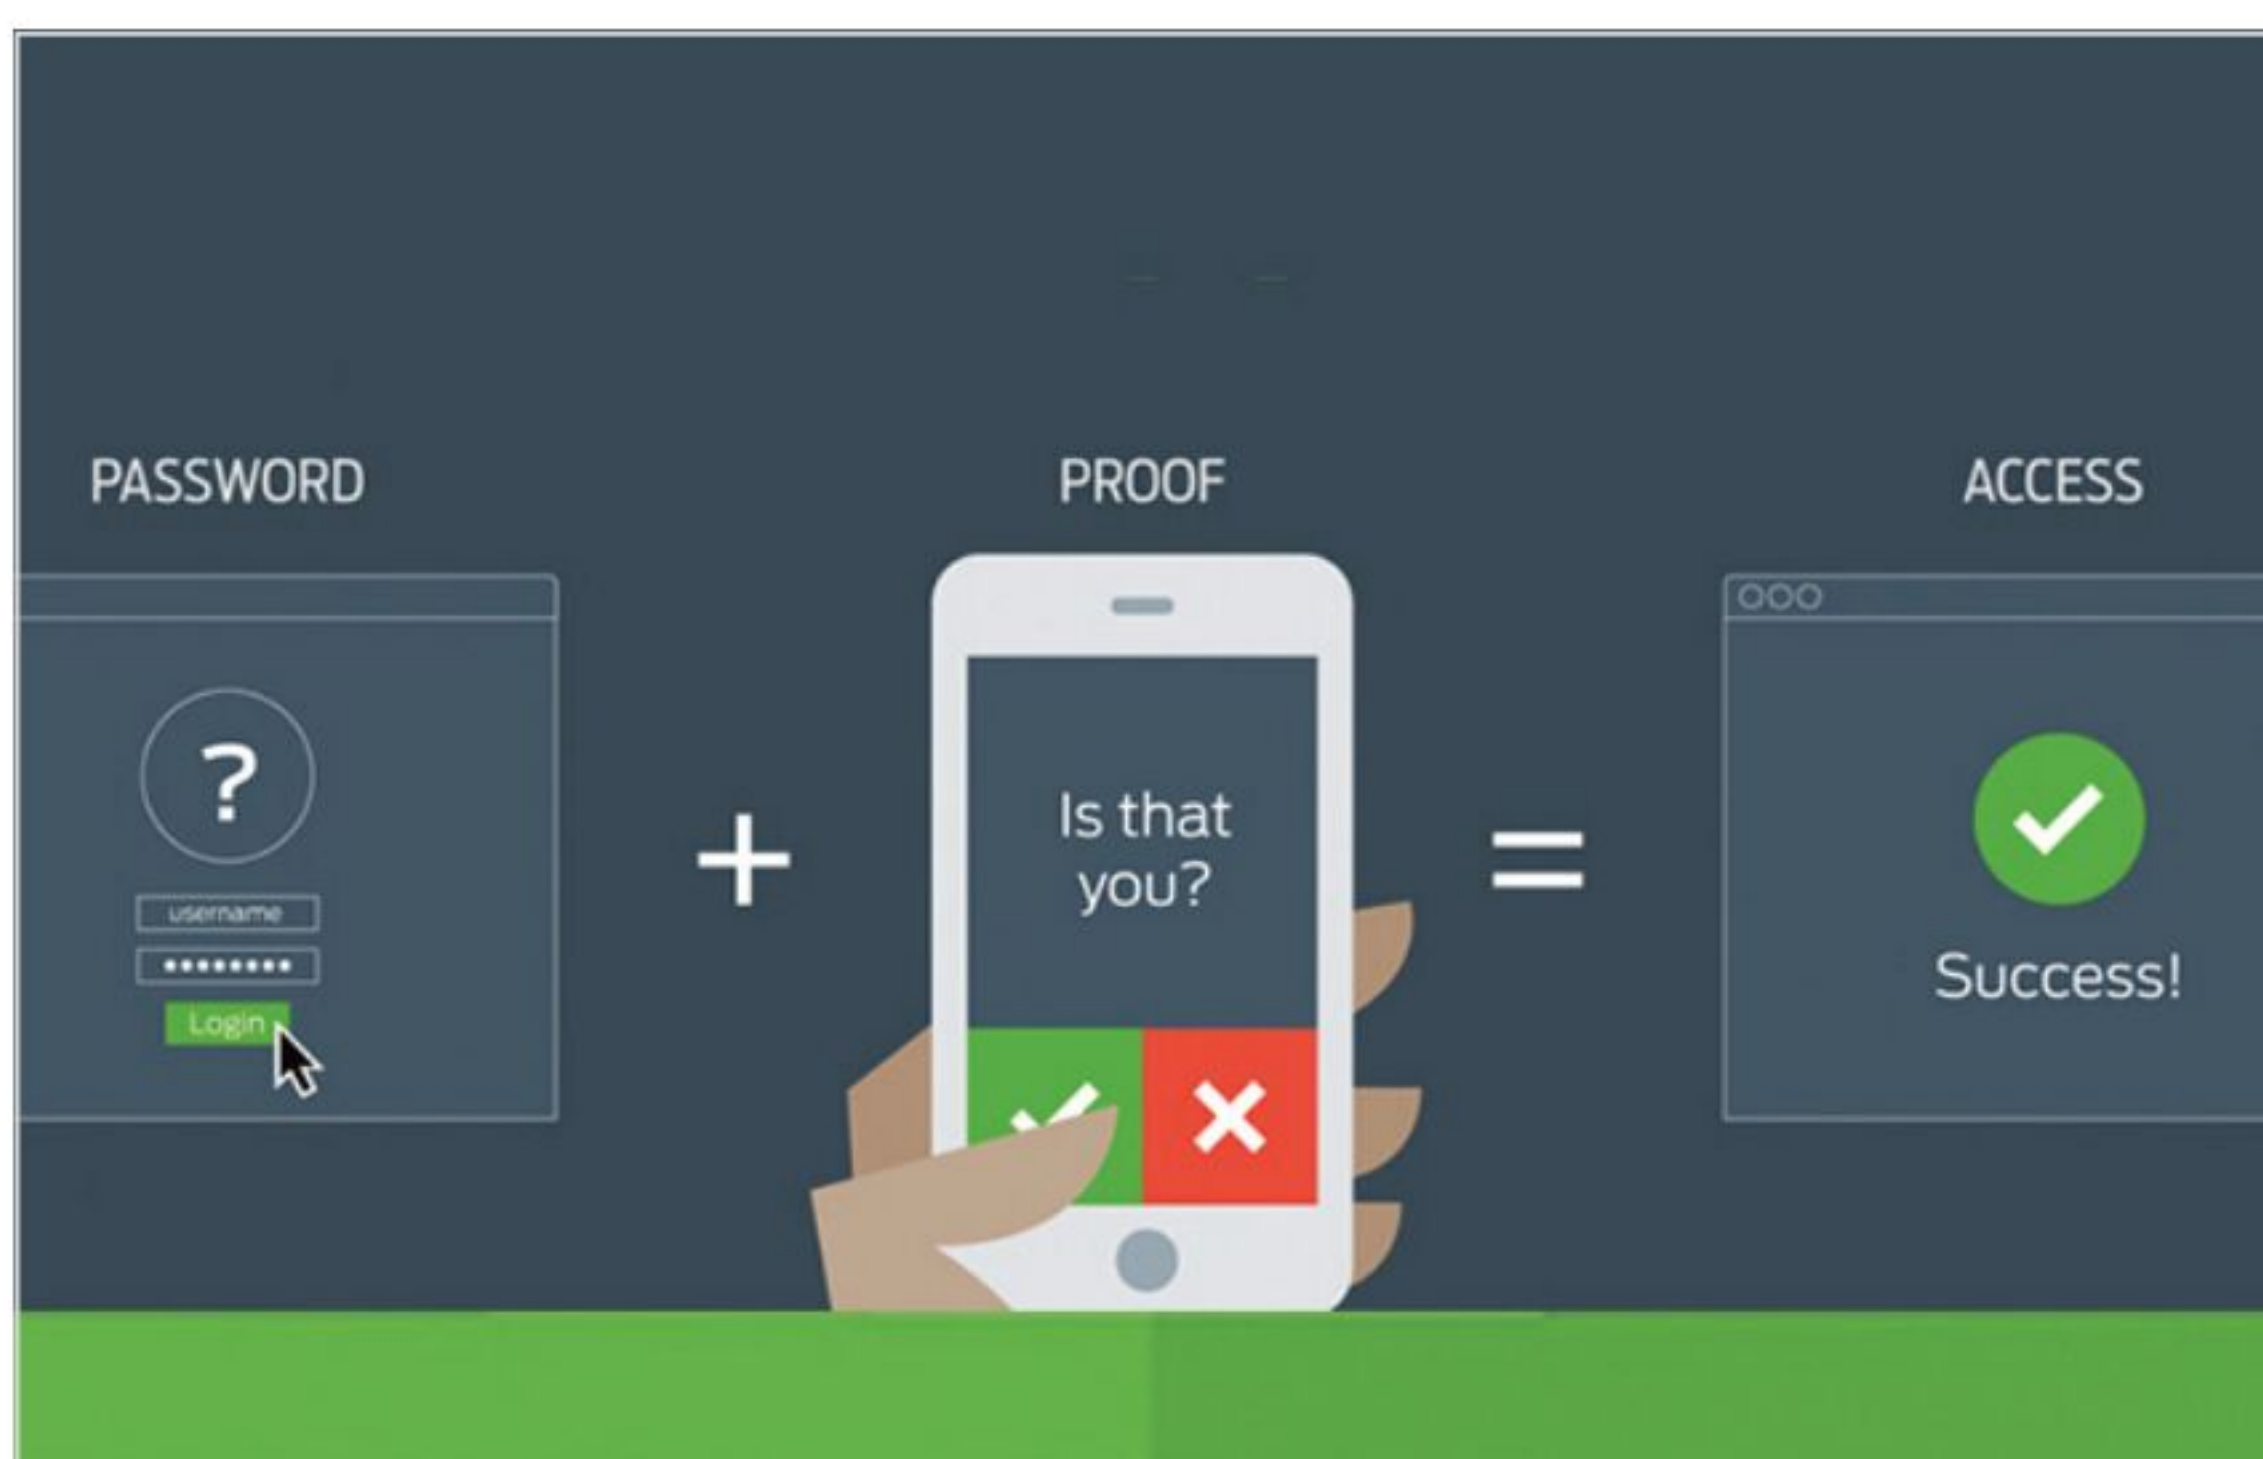 PASSWORD
username
Login
+
PROOF
Is that
you?
=
ACCESS
Success!